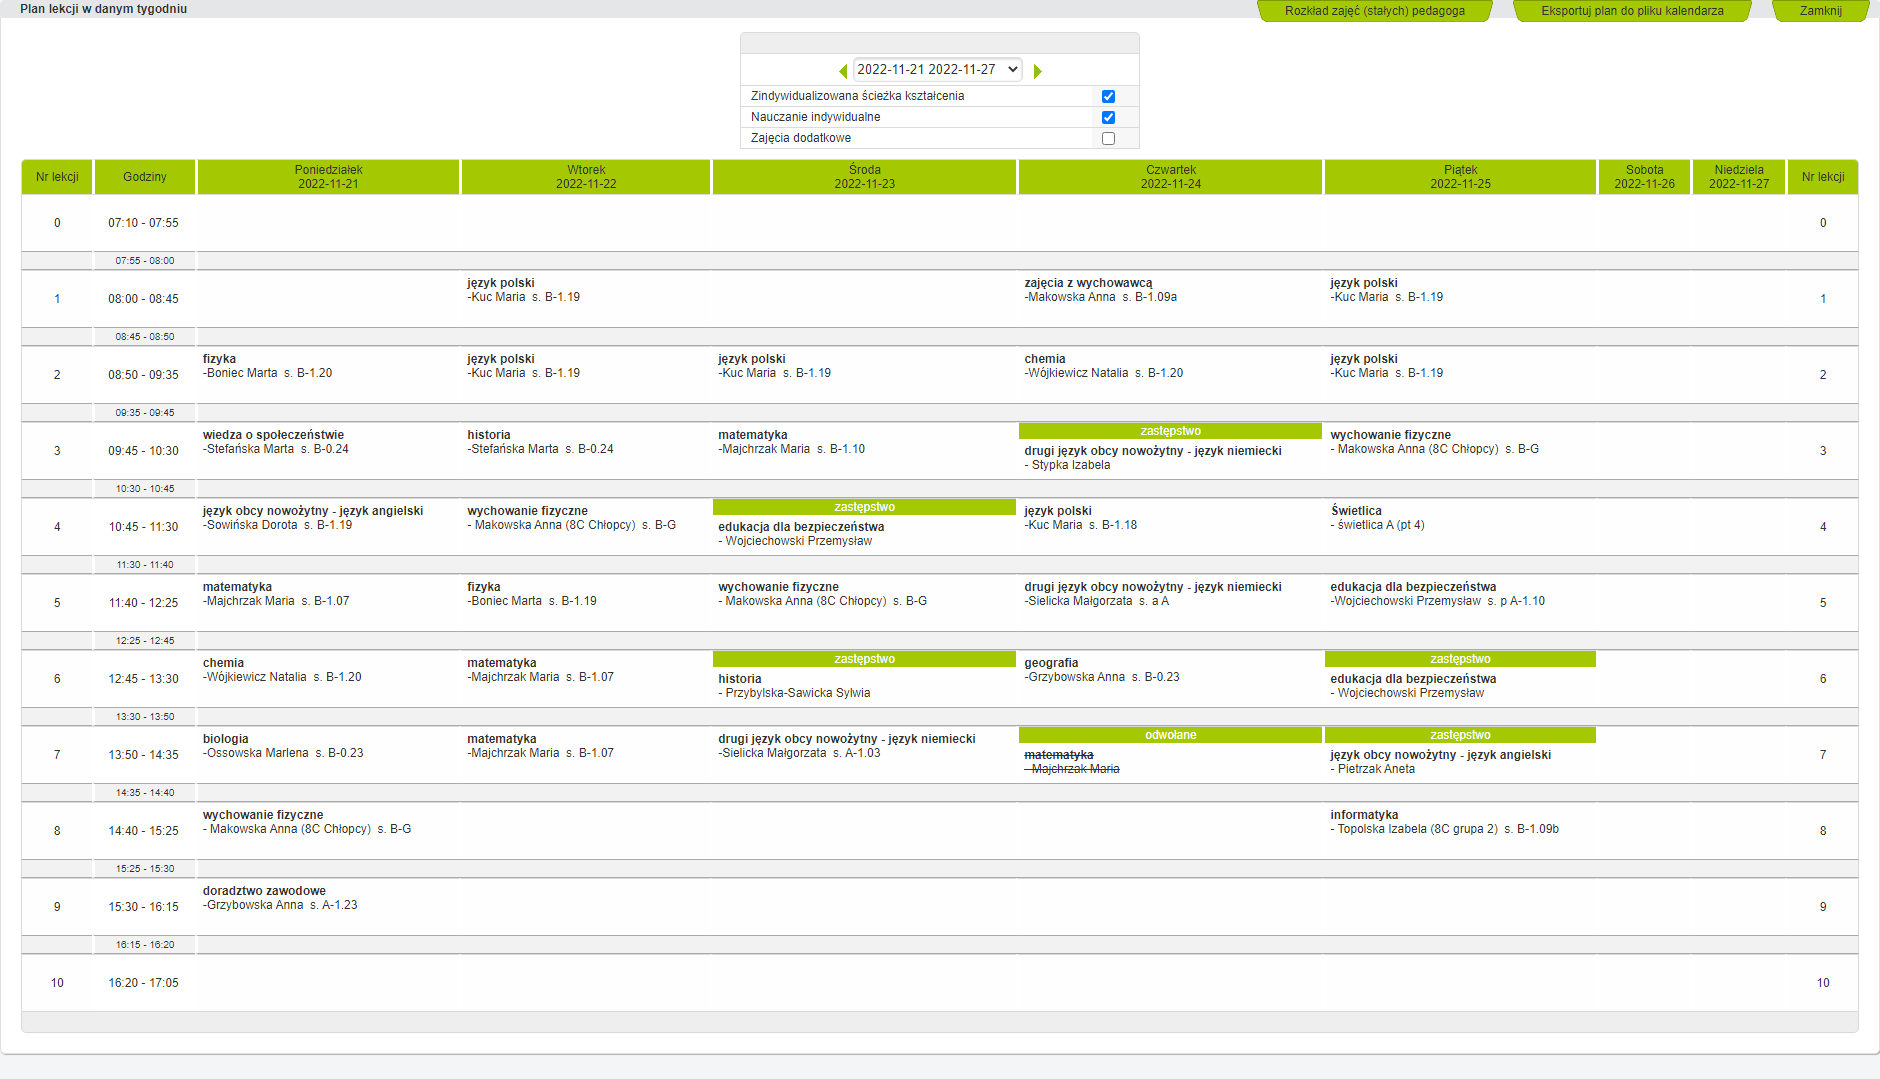 Plan lekcji w danym tygodniu
Rozkład zajęć (stałych) pedagoga Eksportuj plan do pliku kalendarza Zamknij
2022-11-21 2022-11-27
Zindywidualizowana ścieżka kształcenia
Nauczanie indywidualne
Zajęcia dodatkowe
Nr lekcji Godziny Poniedziałek Wtorek Środa Czwartek Piątek Sobota Niedziela Nr lekcji
2022-11-21 2022-11-22 2022-11-23 2022-11-24 2022-11-25 2022-11-26 2022-11-27
0 07:10 - 07:55 0
07:55 - 08:00
język polski zajęcia z wychowawcą język polski
-Kuc Maria s. B-1.19 -Makowska Anna s. B-1.09a -Kuc Maria s. B-1.19
1 08:00 - 08:45 1
08:45 - 08:50
fizyka język polski język polski chemia język polski
-Boniec Marta s. B-1.20 -Kuc Maria s. B-1.19 -Kuc Maria s. B-1.19 -Wójkiewicz Natalia s. B-1.20 -Kuc Maria s. B-1.19
2 08:50 - 09:35 2
09:35 - 09:45
zastępstwo
wiedza o społeczeństwie historia matematyka wychowanie fizyczne
-Stefańska Marta s. B-0.24 -Stefańska Marta s. B-0.24 -Majchrzak Maria s. B-1.10 drugi język obcy nowożytny - język niemiecki - Makowska Anna (8C Chłopcy) s. B-G
3 09:45 - 10:30 - Stypka Izabela 3
10:30 - 10:45
zastępstwo
język obcy nowożytny - język angielski wychowanie fizyczne język polski Świetlica
-Sowińska Dorota s. B-1.19 - Makowska Anna (8C Chłopcy) s. B-G edukacja dla bezpieczeństwa -Kuc Maria s. B-1.18 - świetlica A (pt 4)
4 10:45 - 11:30 - Wojciechowski Przemysław 4
11:30 - 11:40
matematyka fizyka wychowanie fizyczne drugi język obcy nowożytny - język niemiecki edukacja dla bezpieczeństwa
-Majchrzak Maria s. B-1.07 -Boniec Marta s. B-1.19 - Makowska Anna (8C Chłopcy) s. B-G -Sielicka Małgorzata s. a A -Wojciechowski Przemysław s. p A-1.10
5 11:40 - 12:25 5
12:25 - 12:45
zastępstwo zastępstwo
chemia matematyka geografia
-Wójkiewicz Natalia s. B-1.20 -Majchrzak Maria s. B-1.07 historia -Grzybowska Anna s. B-0.23 edukacja dla bezpieczeństwa
6 12:45 - 13:30 - Przybylska-Sawicka Sylwia - Wojciechowski Przemysław 6
13:30 - 13:50
odwołane zastępstwo
biologia matematyka drugi język obcy nowożytny - język niemiecki
-Ossowska Marlena s. B-0.23 -Majchrzak Maria s. B-1.07 -Sielicka Małgorzata s. A-1.03 matematyka język obcy nowożytny - język angielski
7 13:50 - 14:35 - Majchrzak Maria - Pietrzak Aneta 7
14:35 - 14:40
wychowanie fizyczne informatyka
- Makowska Anna (8C Chłopcy) s. B-G - Topolska Izabela (8C grupa 2) s. B-1.09b
8 14:40 - 15:25 8
15:25 - 15:30
doradztwo zawodowe
-Grzybowska Anna s. A-1.23
9 15:30 - 16:15 9
16:15 - 16:20
10 16:20 - 17:05 10